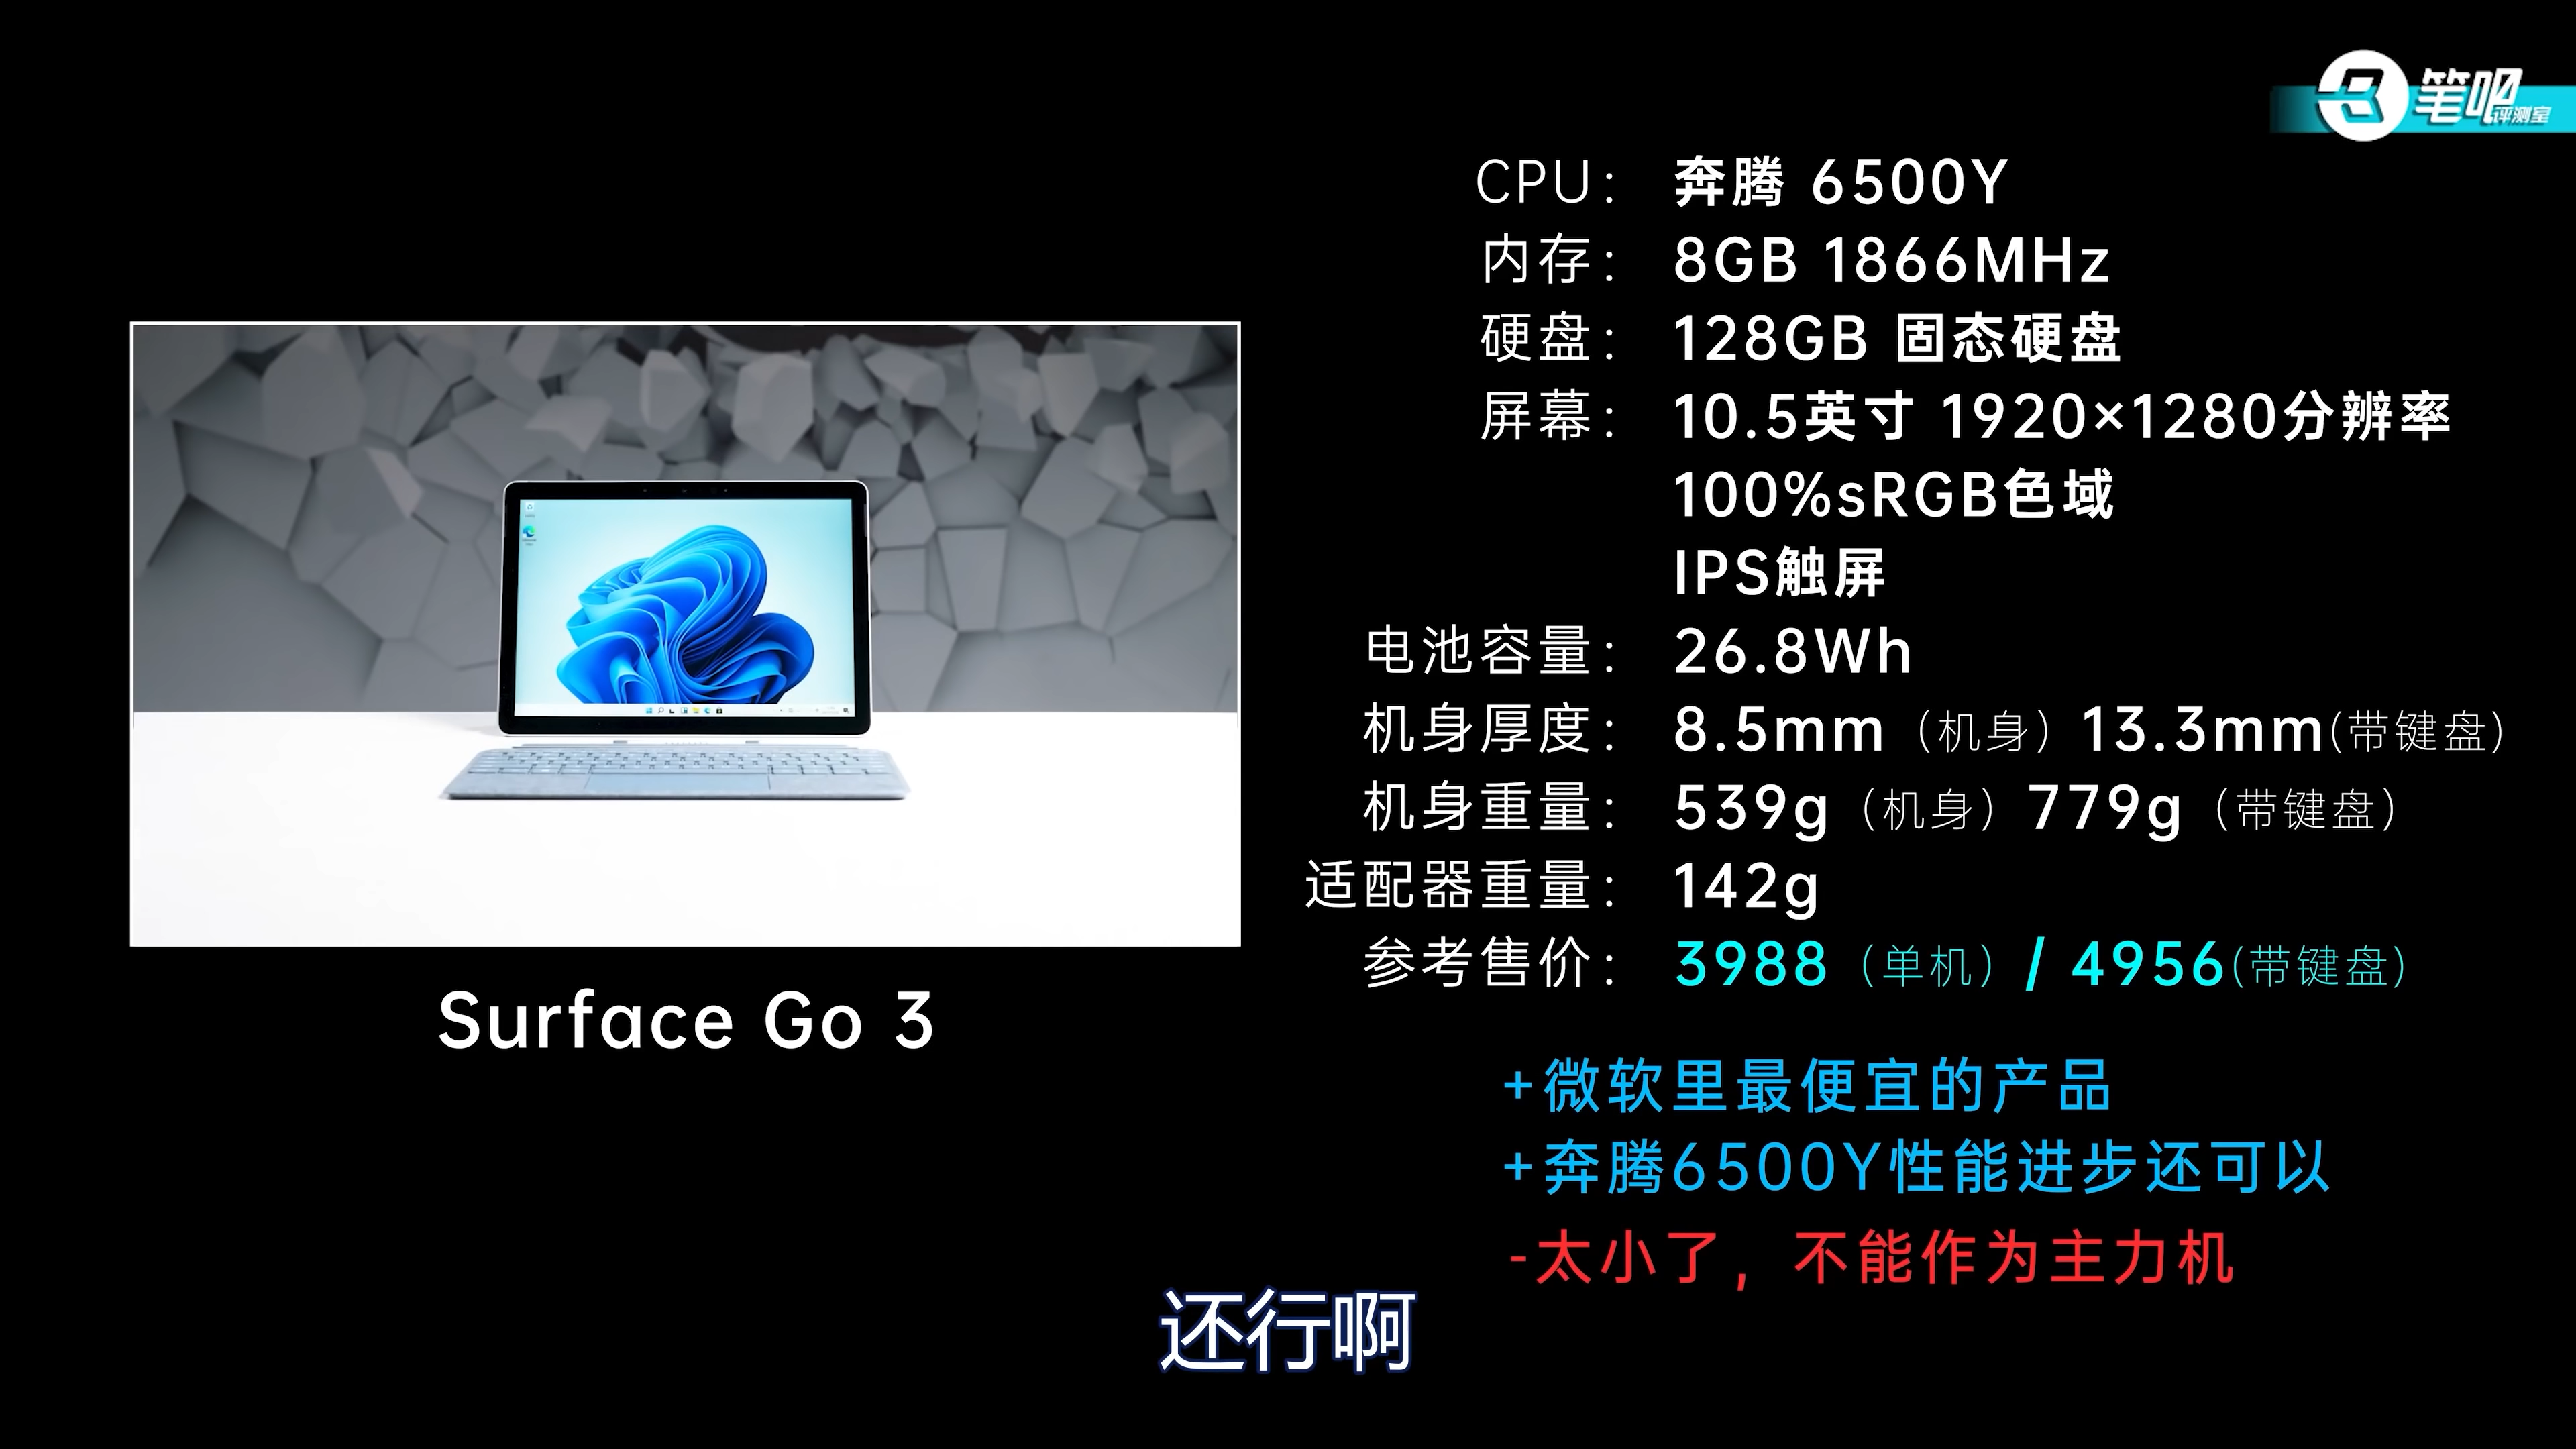 笔吧评测室
CPU： 奔腾 6500Y
内存： 8GB 1866MHz
硬盘： 128GB 固态硬盘
屏幕： 10.5英寸 1920×1280分辨率
100%sRGB色域
IPS触屏
电池容量： 26.8Wh
机身厚度： 8.5mm（机身）13.3mm(带键盘)
机身重量： 539g（机身）779g（带键盘）
适配器重量： 142g
参考售价： 3988（单机）/ 4956(带键盘)
Surface Go 3
+微软里最便宜的产品
+奔腾6500Y性能进步还可以
-太小了，不能作为主力机
还行啊